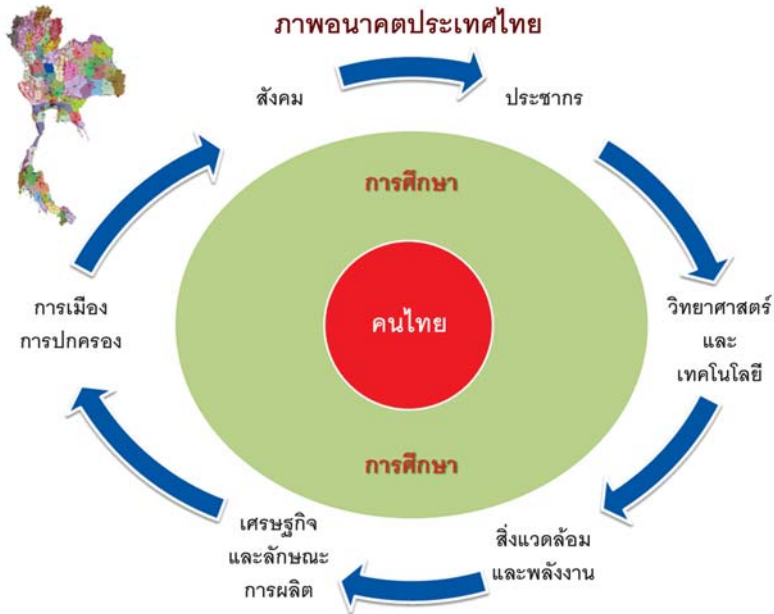 ภาพอนาคตประเทศไทย
สังคม
ประชากร
การศึกษา
การเมือง
การปกครอง
คนไทย
วิทยาศาสตร์
และ
เทคโนโลยี
การศึกษา
เศรษฐกิจ
และลักษณะ
การผลิต
สิ่งแวดล้อม
และพลังงาน